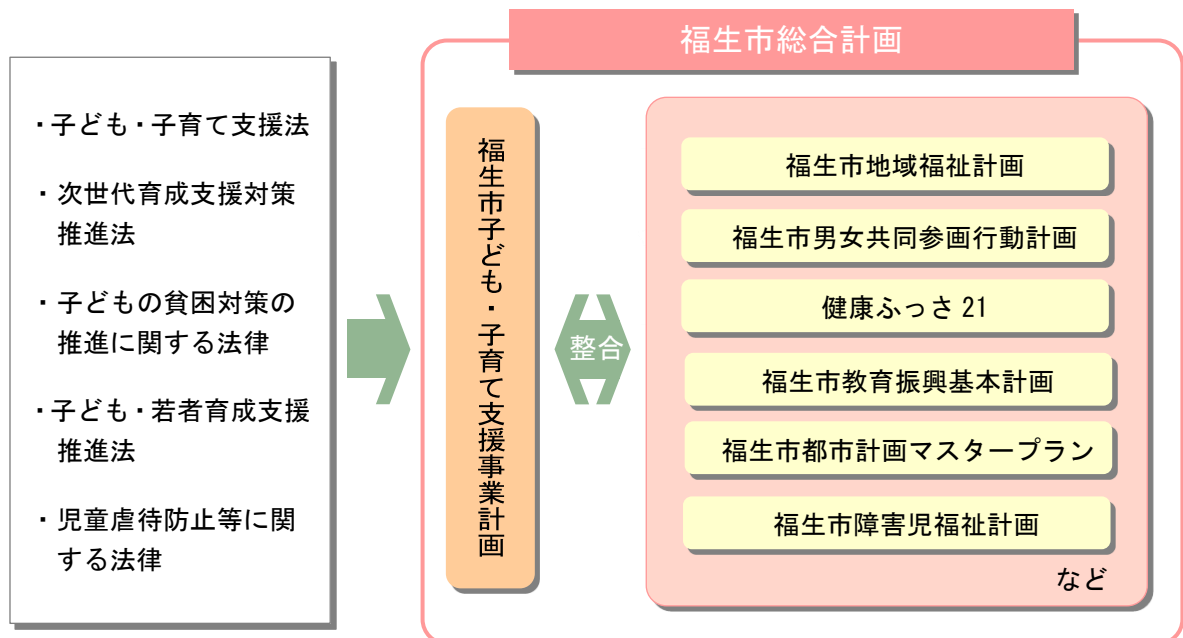 福生市総合計画
・子ども・子育て支援法
・次世代育成支援対策
推進法
・子どもの貧困対策の
推進に関する法律
・子ども・若者育成支援
推進法
・児童虐待防止等に関
する法律
福生市子ども・子育て支援事業計画
整合
福生市地域福祉計画
福生市男女共同参画行動計画
健康ふっさ 21
福生市教育振興基本計画
福生市都市計画マスタープラン
福生市障害児福祉計画
など